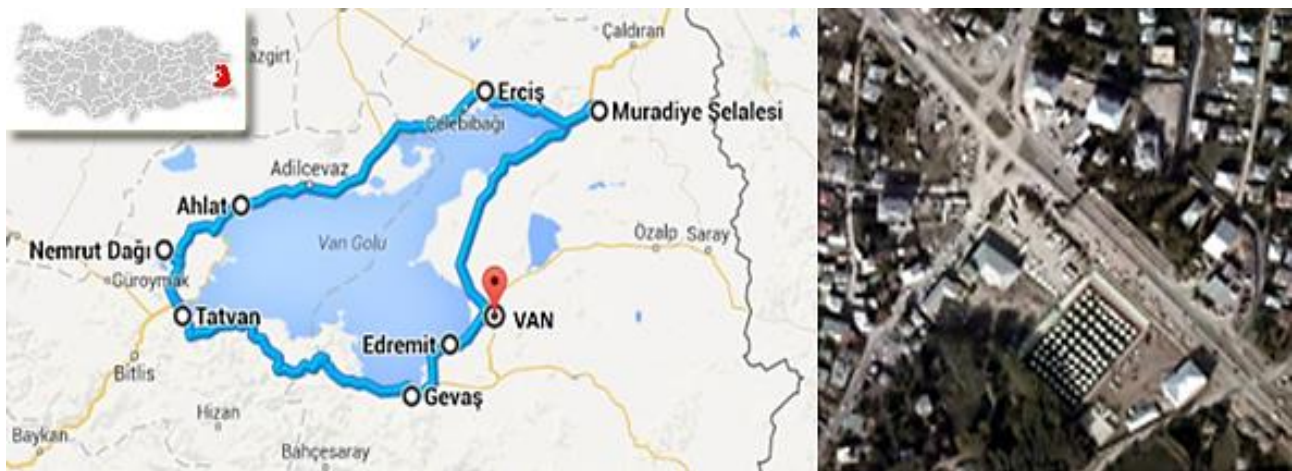 Çaldıran
azgirt
Erciş
Çelebibağı
Muradiye Şelalesi
Adilcevaz
Ahlat
Van Golu
Özalp
Saray
Nemrut Dağı
Güroymak
Tatvan
VAN
Edremit
Bitlis
Gevaş
Hizan
Baykan
Bahçesaray